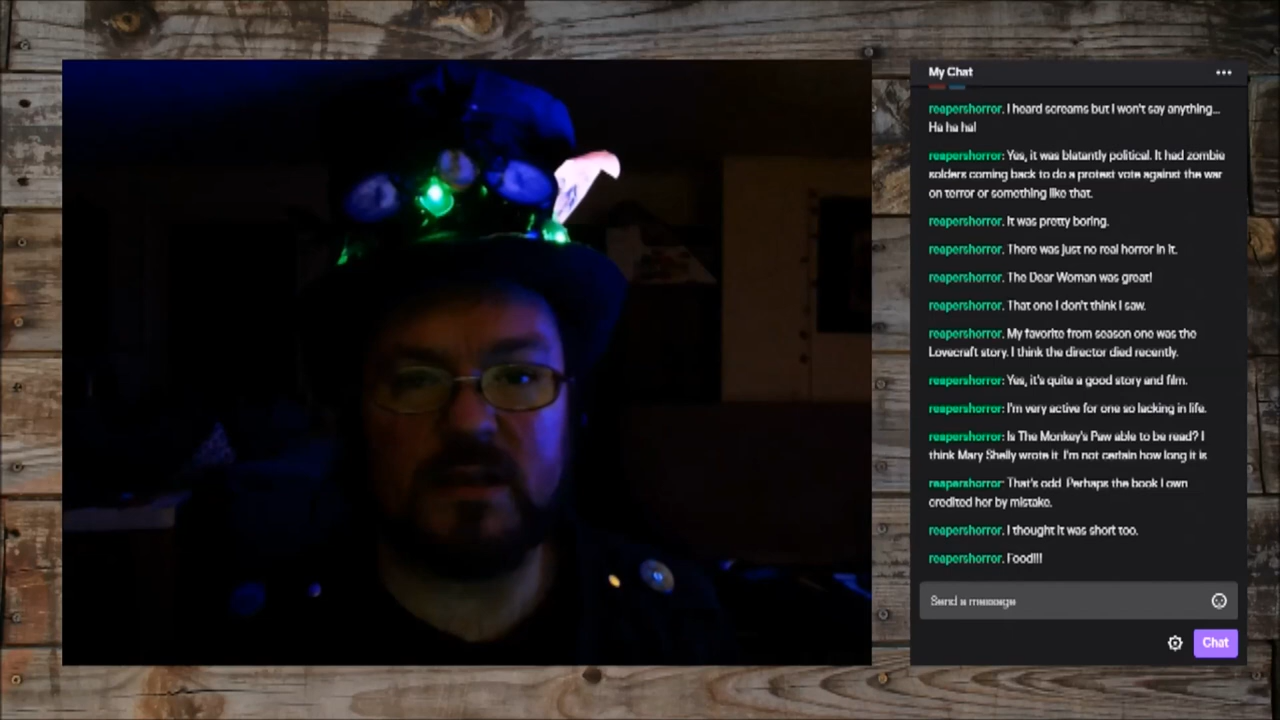 My Chat
reapershorror: I heard screams but I won't say anything...
Ha ha ha!
reapershorror: Yes, it was blatantly political. It had zombie
solders coming back to do a protest vote against the war
on terror or something like that.
reapershorror: It was pretty boring.
reapershorror: There was just no real horror in it.
reapershorror: The Dear Woman was great!
reapershorror: That one I don't think I saw.
reapershorror: My favorite from season one was the
Lovecraft story. I think the director died recently.
reapershorror: Yes, it's quite a good story and film.
reapershorror: I'm very active for one so lacking in life.
reapershorror: Is The Monkey's Paw able to be read? I
think Mary Shelly wrote it. I'm not certain how long it is
reapershorror: That's odd. Perhaps the book I own
credited her by mistake.
reapershorror: I thought it was short too.
reapershorror: Food!!!
Send a message
Chat